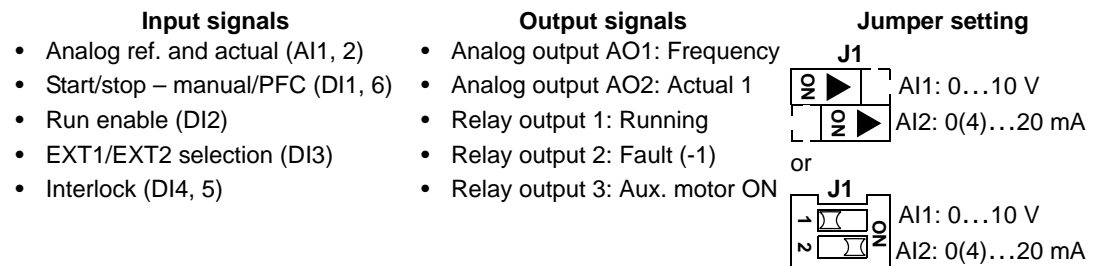 Input signals
• Analog ref. and actual (AI1, 2)
• Start/stop – manual/PFC (DI1, 6)
• Run enable (DI2)
• EXT1/EXT2 selection (DI3)
• Interlock (DI4, 5)
Output signals
• Analog output AO1: Frequency
• Analog output AO2: Actual 1
• Relay output 1: Running
• Relay output 2: Fault (-1)
• Relay output 3: Aux. motor ON
Jumper setting
J1
ON
AI1: 0…10 V
ON
AI2: 0(4)…20 mA
or
J1
1
ON
AI1: 0…10 V
2
AI2: 0(4)…20 mA